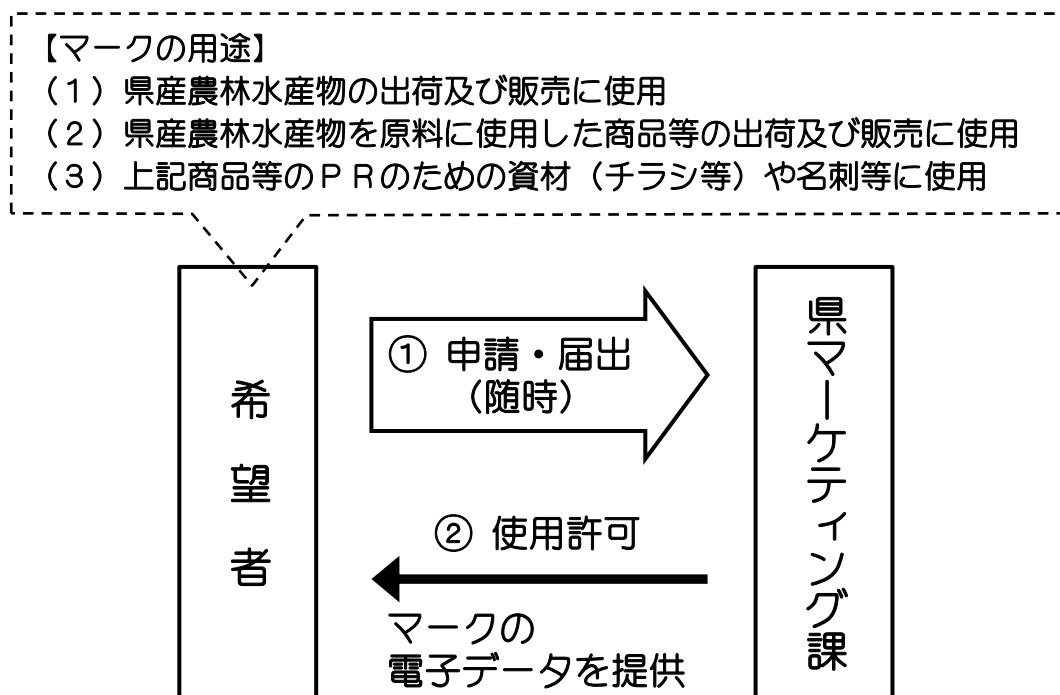 【マークの用途】
（１）県産農林水産物の出荷及び販売に使用
（２）県産農林水産物を原料に使用した商品等の出荷及び販売に使用
（３）上記商品等のＰＲのための資材（チラシ等）や名刺等に使用
希望者
① 申請・届出
（随時）
② 使用許可
マークの
電子データを提供
県マーケティング課